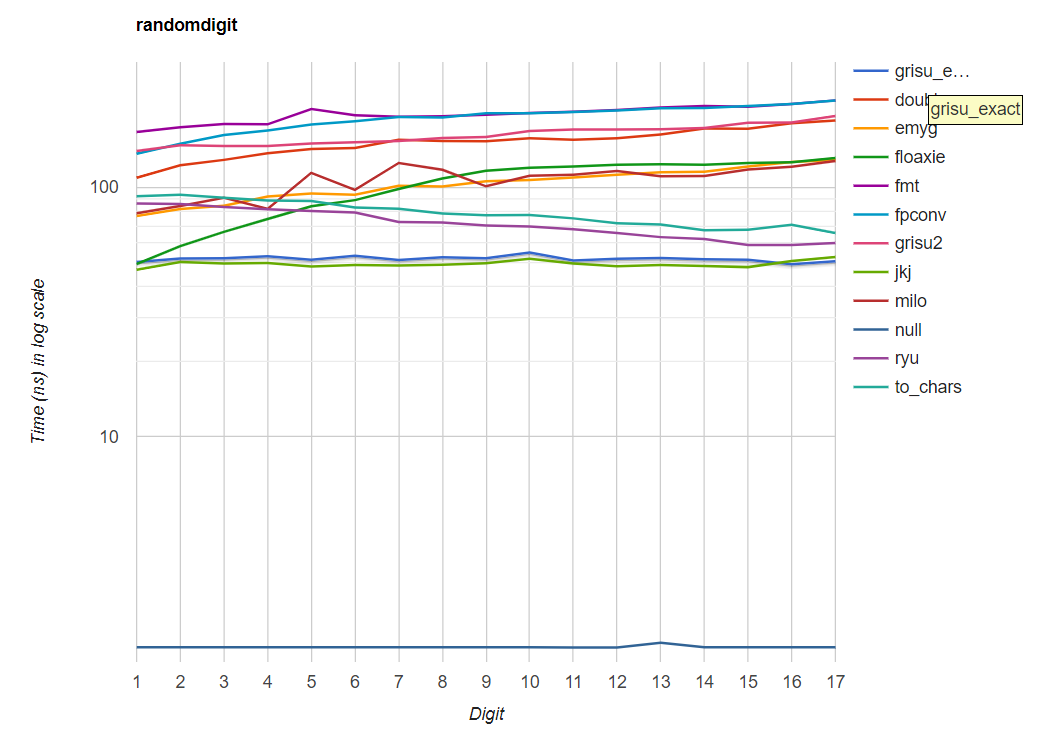 randomdigit
grisu_e…
grisu_exact
emyg
floaxie
fmt
fpconv
grisu2
jkj
milo
null
ryu
to_chars
Time (ns) in log scale
100
10
1 2 3 4 5 6 7 8 9 10 11 12 13 14 15 16 17
Digit